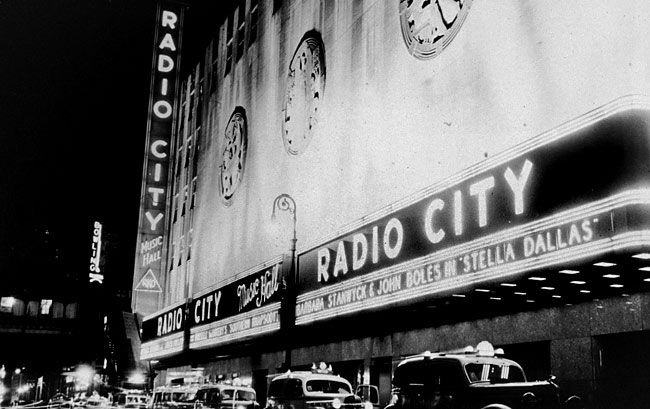 RADIO CITY
MUSIC
HALL
BOWLING
RADIO CITY
Music Hall
RADIO CITY
BARBARA STANWYCK & JOHN BOLES IN "STELLA DALLAS"